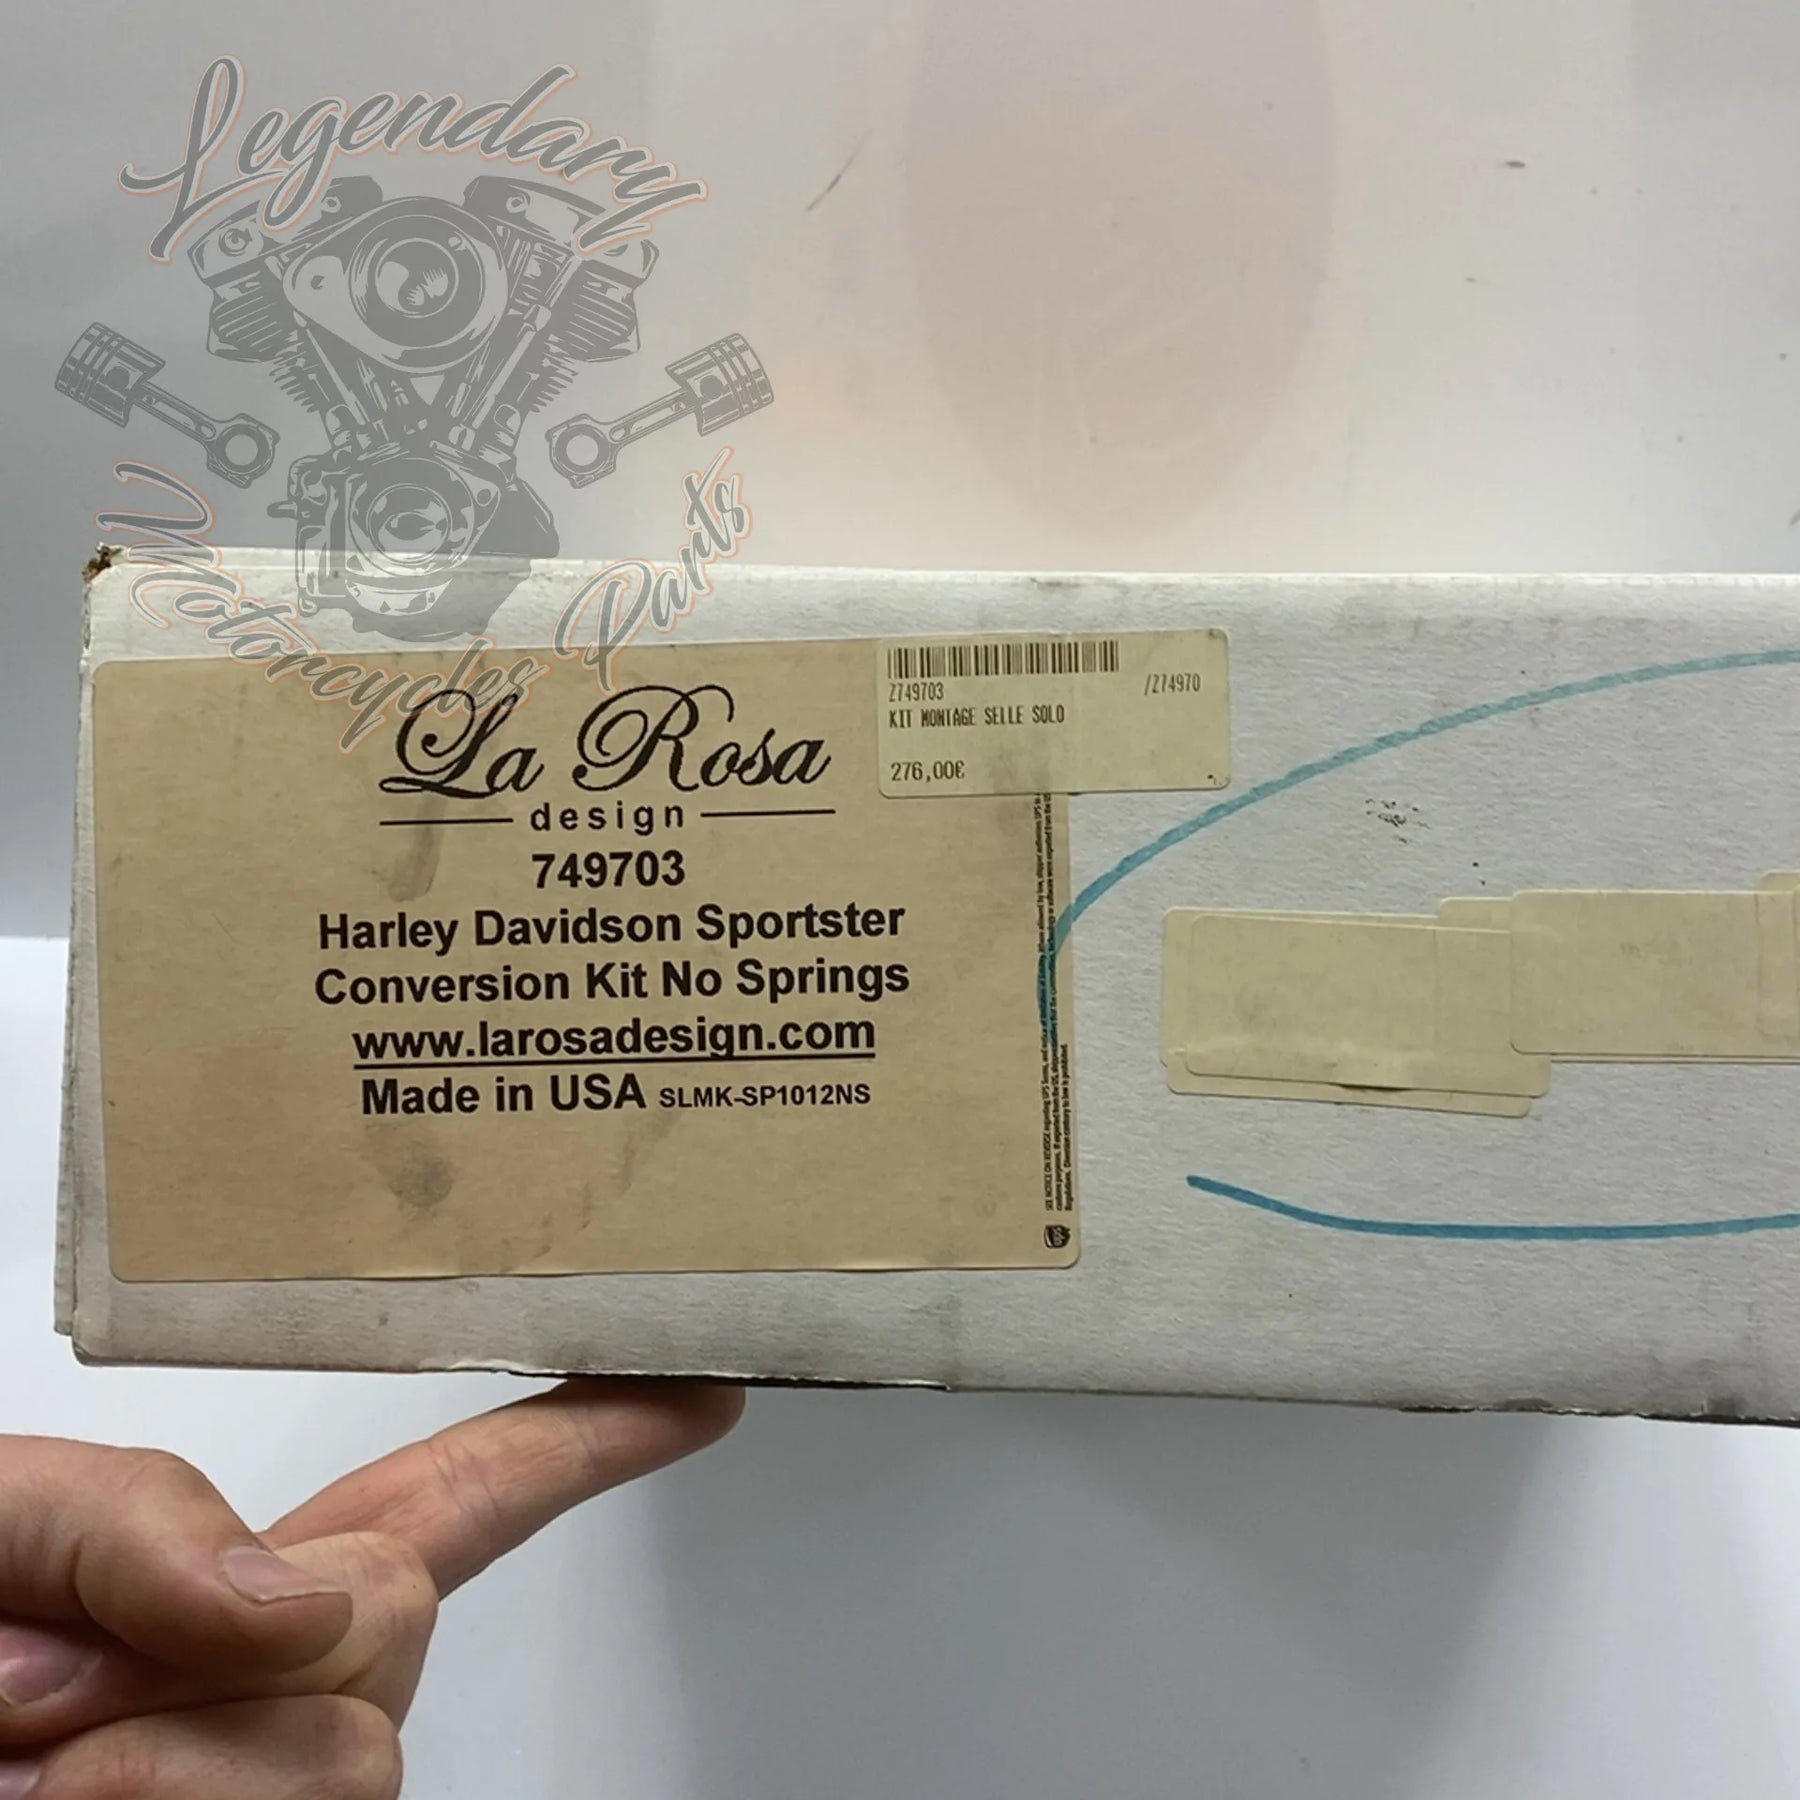 Legendary
Motorcycles Parts
Z749703 /Z74970
KIT MONTAGE SELLE SOLO
276,00€
La Rosa
design
749703
Harley Davidson Sportster
Conversion Kit No Springs
www.larosadesign.com
Made in USA SLMK-SP1012NS
ups